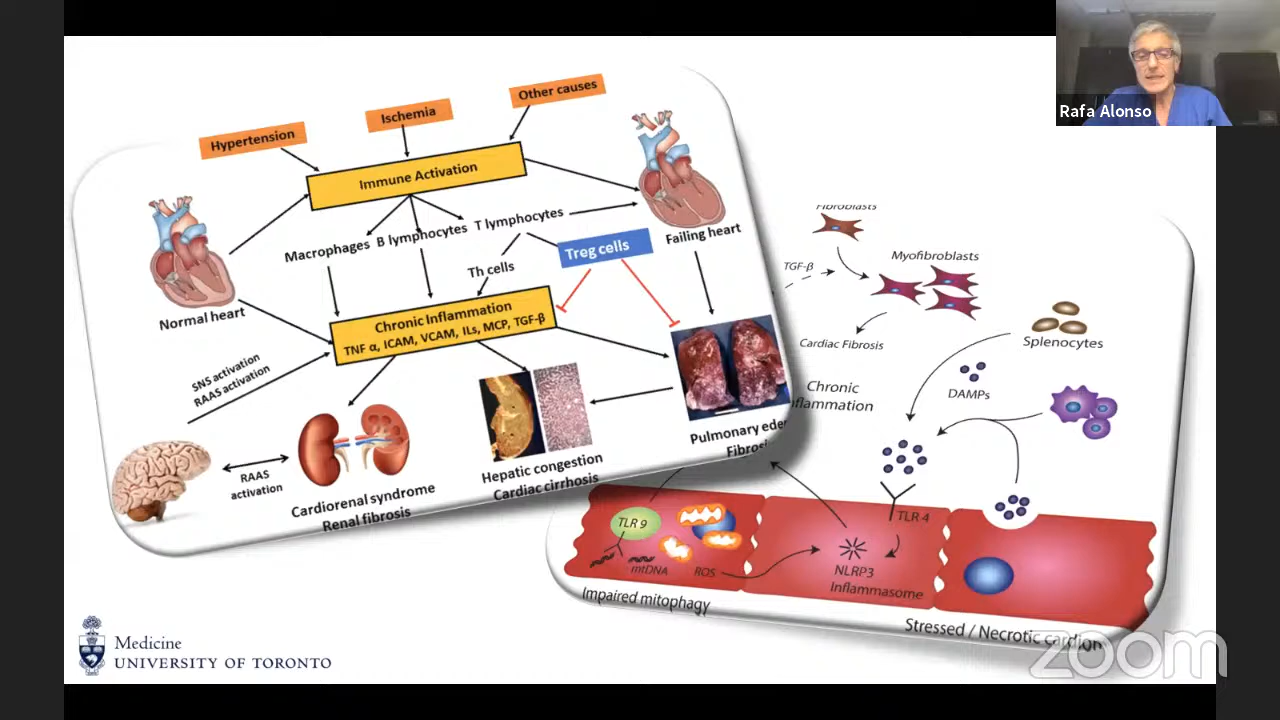 Rafa Alonso
Other causes
Ischemia
Hypertension
Immune Activation
Macrophages
B lymphocytes
T lymphocytes
Treg cells
Th cells
Failing heart
Normal heart
Chronic Inflammation
TNF α, ICAM, VCAM, ILs, MCP, TGF-β
SNS activation
RAAS activation
RAAS
activation
Cardiorenal syndrome
Renal fibrosis
Hepatic congestion
Cardiac cirrhosis
Pulmonary ede
Fibrosi
Fibroblasts
TGF-β
Myofibroblasts
Cardiac Fibrosis
Splenocytes
DAMPs
Chronic
nflammation
TLR 9
mtDNA
ROS
TLR 4
NLRP3
Inflammasome
Impaired mitophagy
Stressed / Necrotic cardiom
Medicine
UNIVERSITY OF TORONTO
zoom